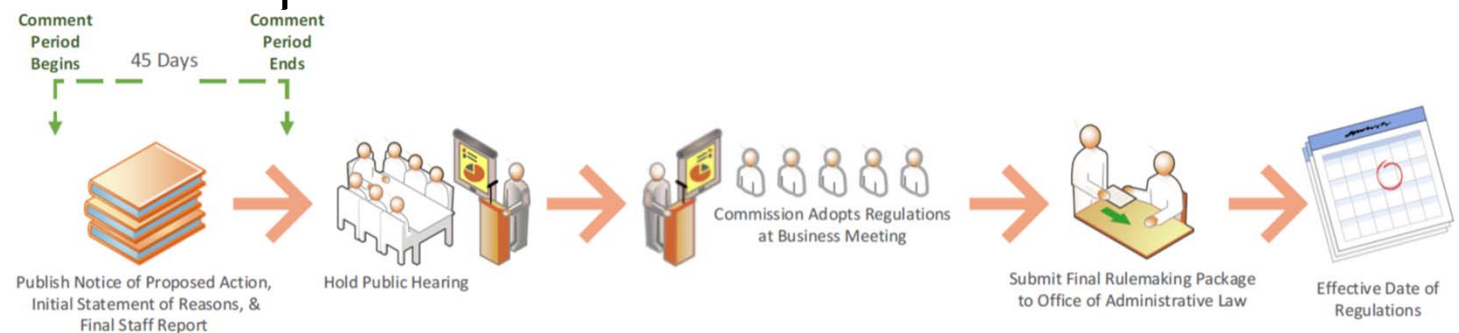 Comment
Period
Begins
45 Days
Comment
Period
Ends
Publish Notice of Proposed Action,
Initial Statement of Reasons, &
Final Staff Report
Hold Public Hearing
Commission Adopts Regulations
at Business Meeting
Submit Final Rulemaking Package
to Office of Administrative Law
Effective Date of
Regulations